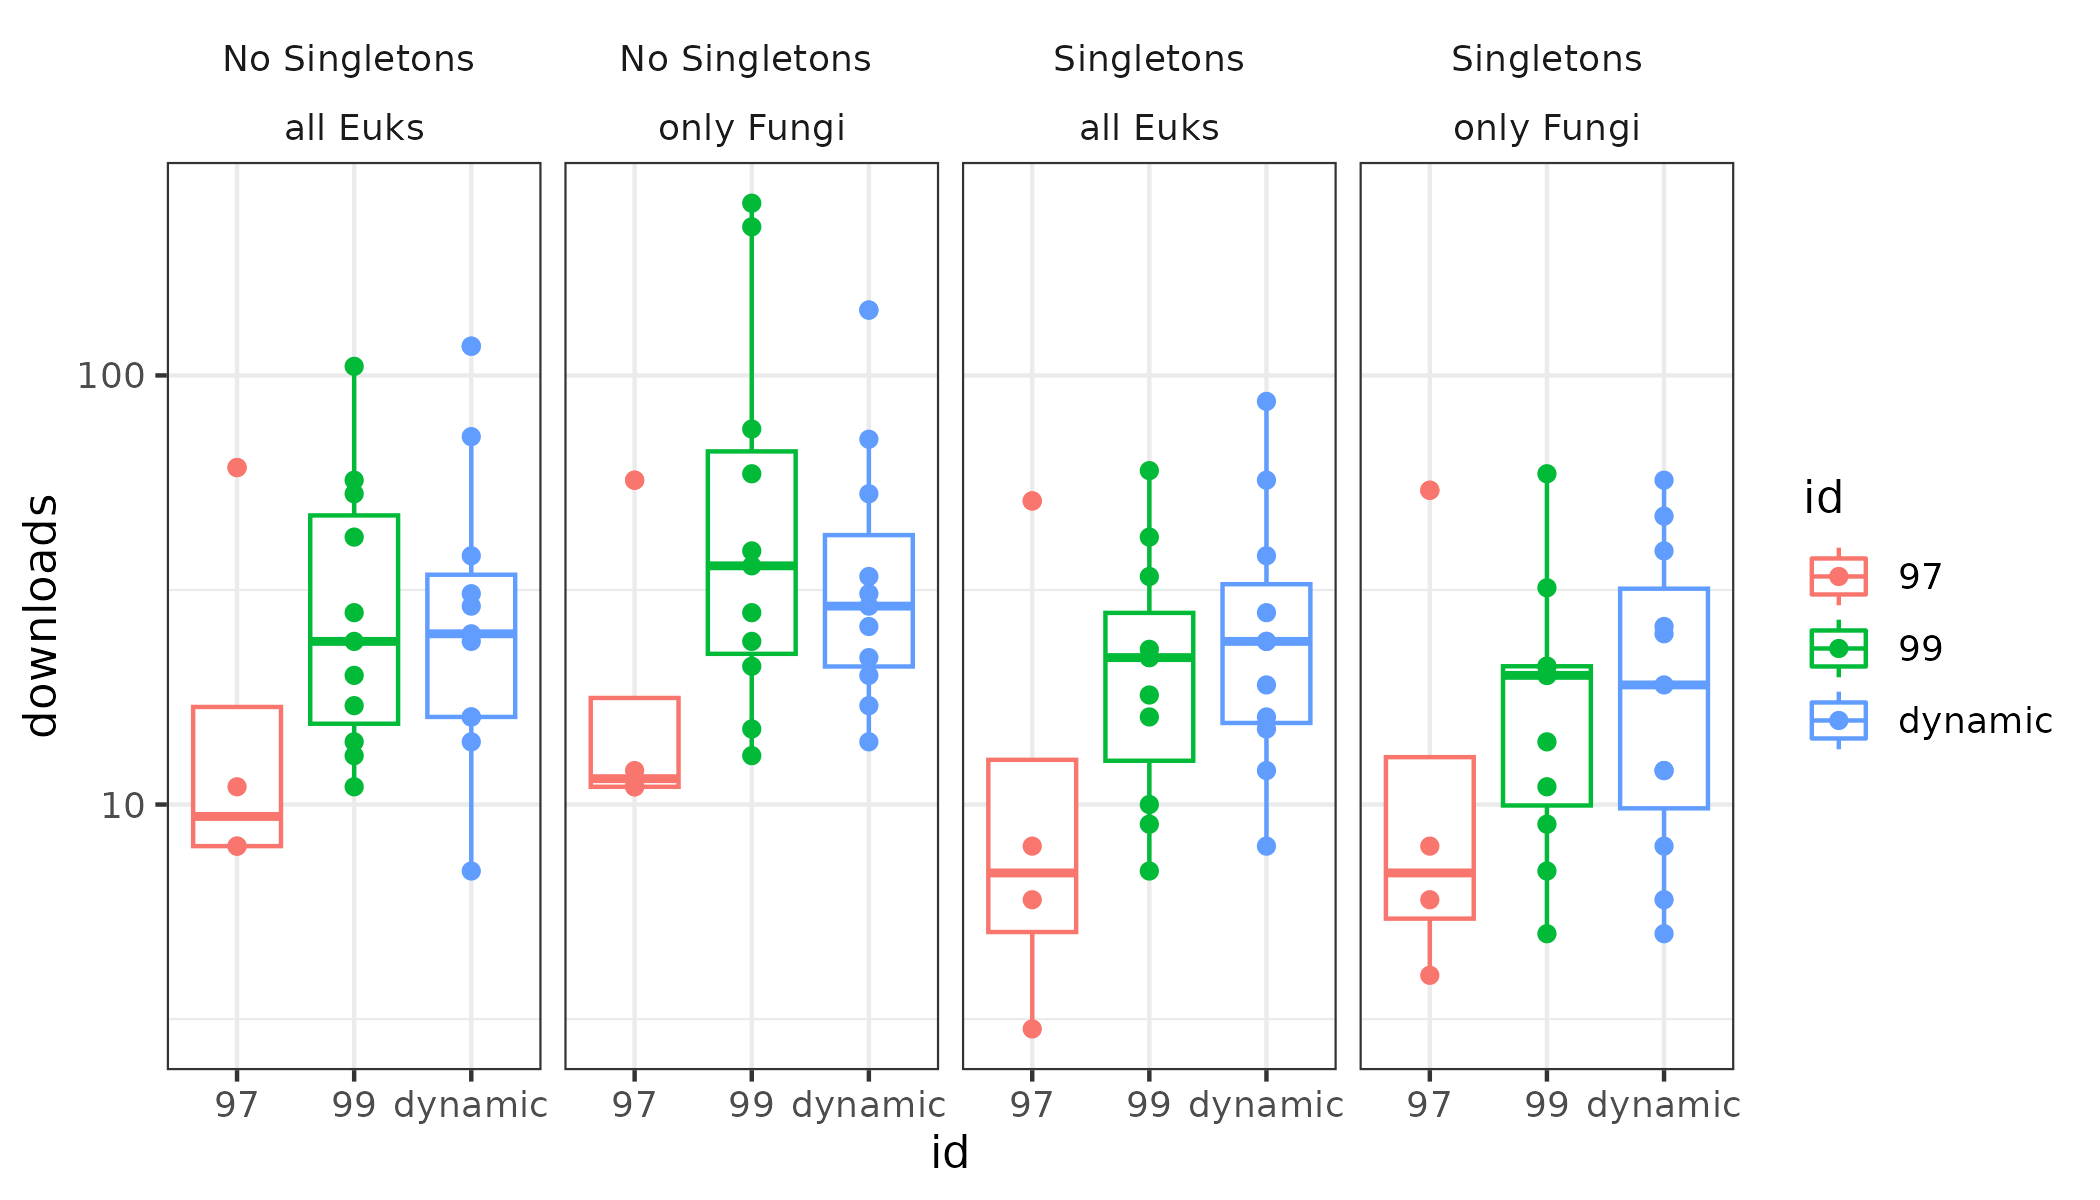 No Singletons
all Euks
No Singletons
only Fungi
Singletons
all Euks
Singletons
only Fungi
downloads
100
10
97 99 dynamic
97 99 dynamic
97 99 dynamic
97 99 dynamic
id
id
97
99
dynamic